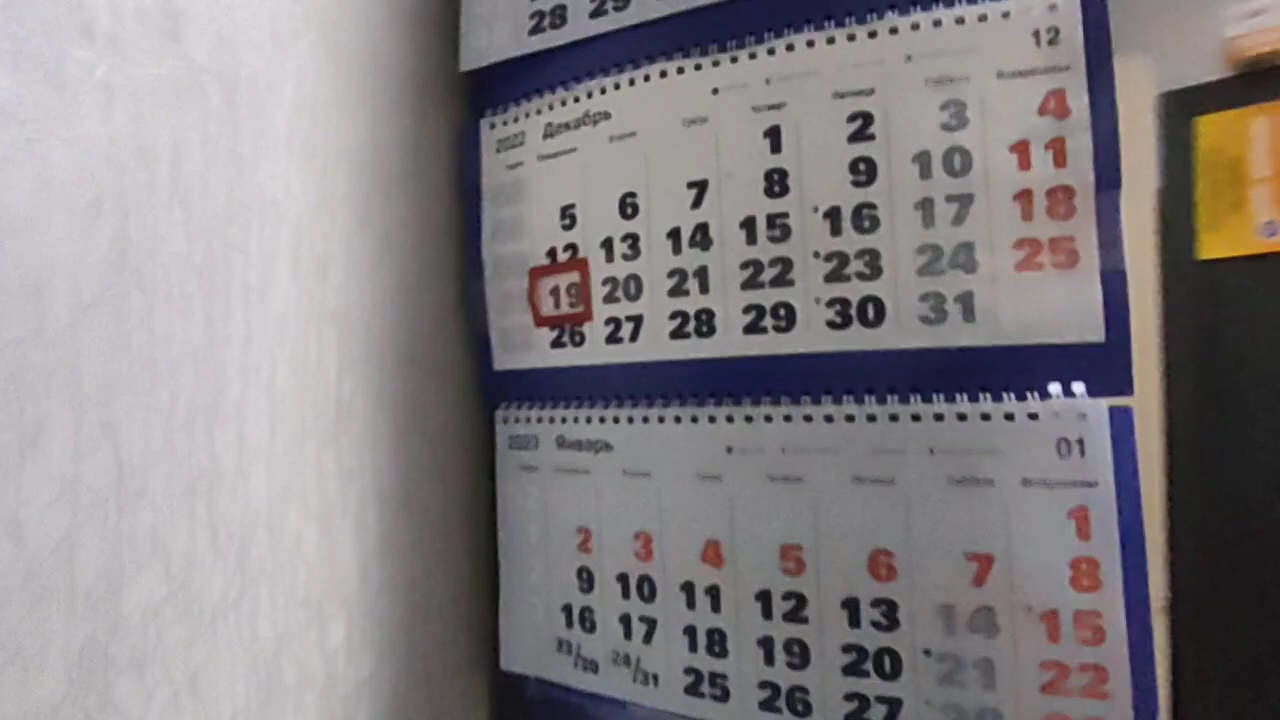 28 29
12
2022 Декабрь
1 2 3 4
5 6 7 8 9 10 11
12 13 14 15 16 17 18
19 20 21 22 23 24 25
26 27 28 29 30 31
2023 Январь 01
1
2 3 4 5 6 7 8
9 10 11 12 13 14 15
16 17 18 19 20 21 22
23/30 24/31 25 26 27 28